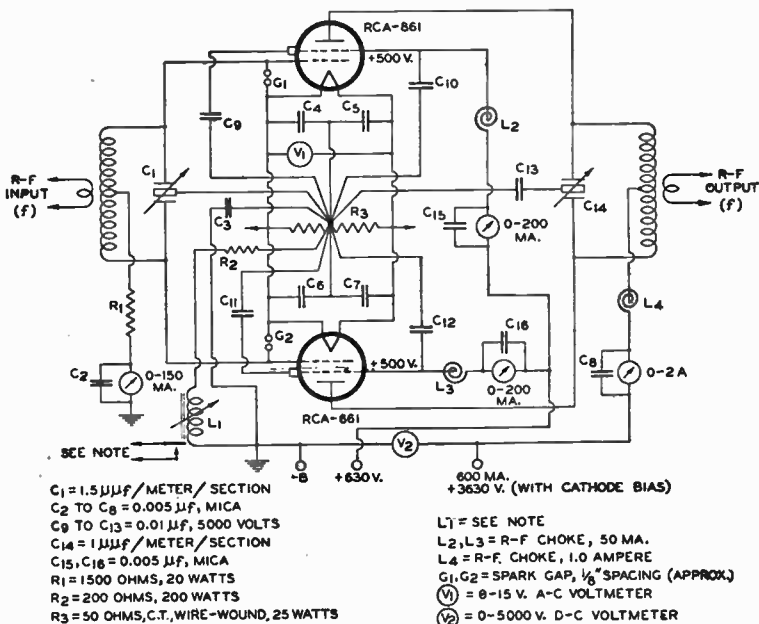 RCA-861
+500 V.
G1
C10
C9
C4
C5
L2
V1
R-F
INPUT
(f)
C1
C13
R-F
OUTPUT
(f)
C3
R3
C15
0-200
MA.
C14
R2
R1
C11
C6
C7
C12
C16
L4
G2
+500 V.
C2
0-150
MA.
L3
0-200
MA.
C8
0-2 A
RCA-861
L1
V2
SEE NOTE
-B
+630 V.
600 MA.
+3630 V. (WITH CATHODE BIAS)
C1 = 1.5 μμf/METER/SECTION
C2 TO C8 = 0.005 μf, MICA
C9 TO C13 = 0.01 μf, 5000 VOLTS
C14 = 1 μμf/METER/SECTION
C15, C16 = 0.005 μf, MICA
R1 = 1500 OHMS, 20 WATTS
R2 = 200 OHMS, 200 WATTS
R3 = 50 OHMS, C.T., WIRE-WOUND, 25 WATTS
L1 = SEE NOTE
L2, L3 = R-F CHOKE, 50 MA.
L4 = R-F CHOKE, 1.0 AMPERE
G1, G2 = SPARK GAP, 1/8" SPACING (APPROX.)
V1 = 8-15 V. A-C VOLTMETER
V2 = 0-5000 V. D-C VOLTMETER